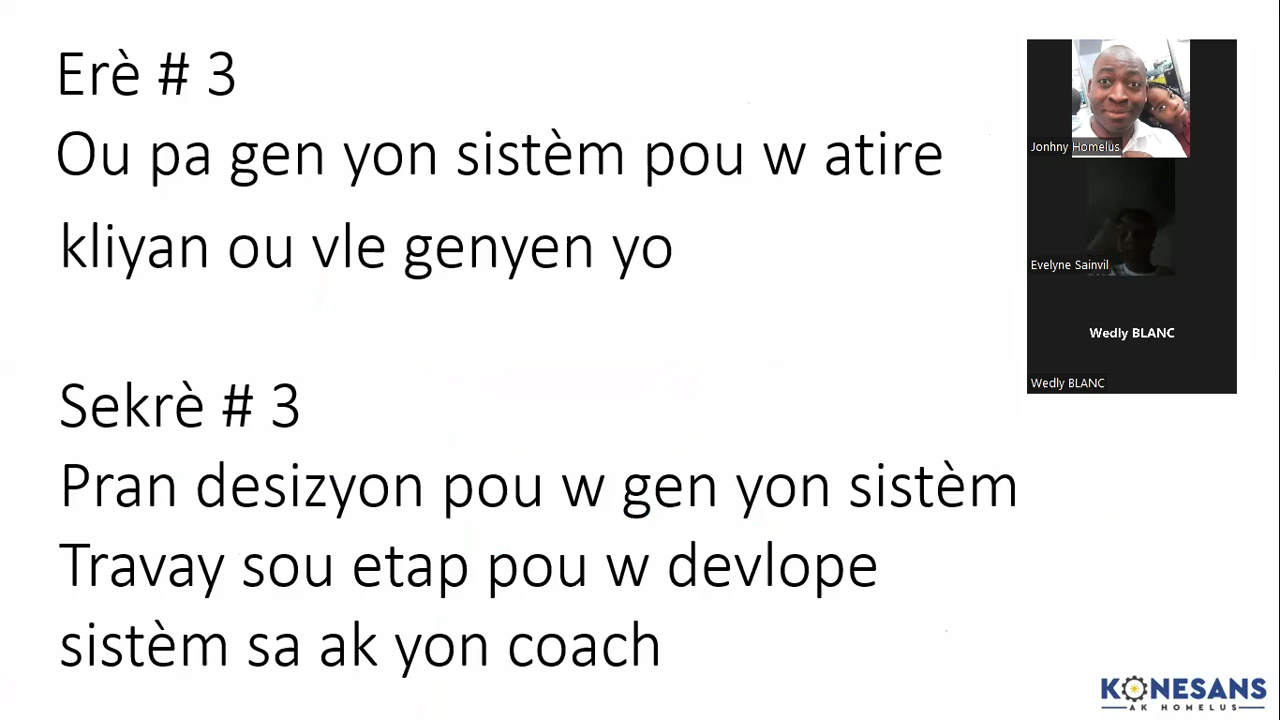 Erè # 3
Ou pa gen yon sistèm pou w atire
kliyan ou vle genyen yo
Sekrè # 3
Pran desizyon pou w gen yon sistèm
Travay sou etap pou w devlope
sistèm sa ak yon coach
Jonhny Homelus
Evelyne Sainvil
Wedly BLANC
Wedly BLANC
KONESANS
AK HOMELUS